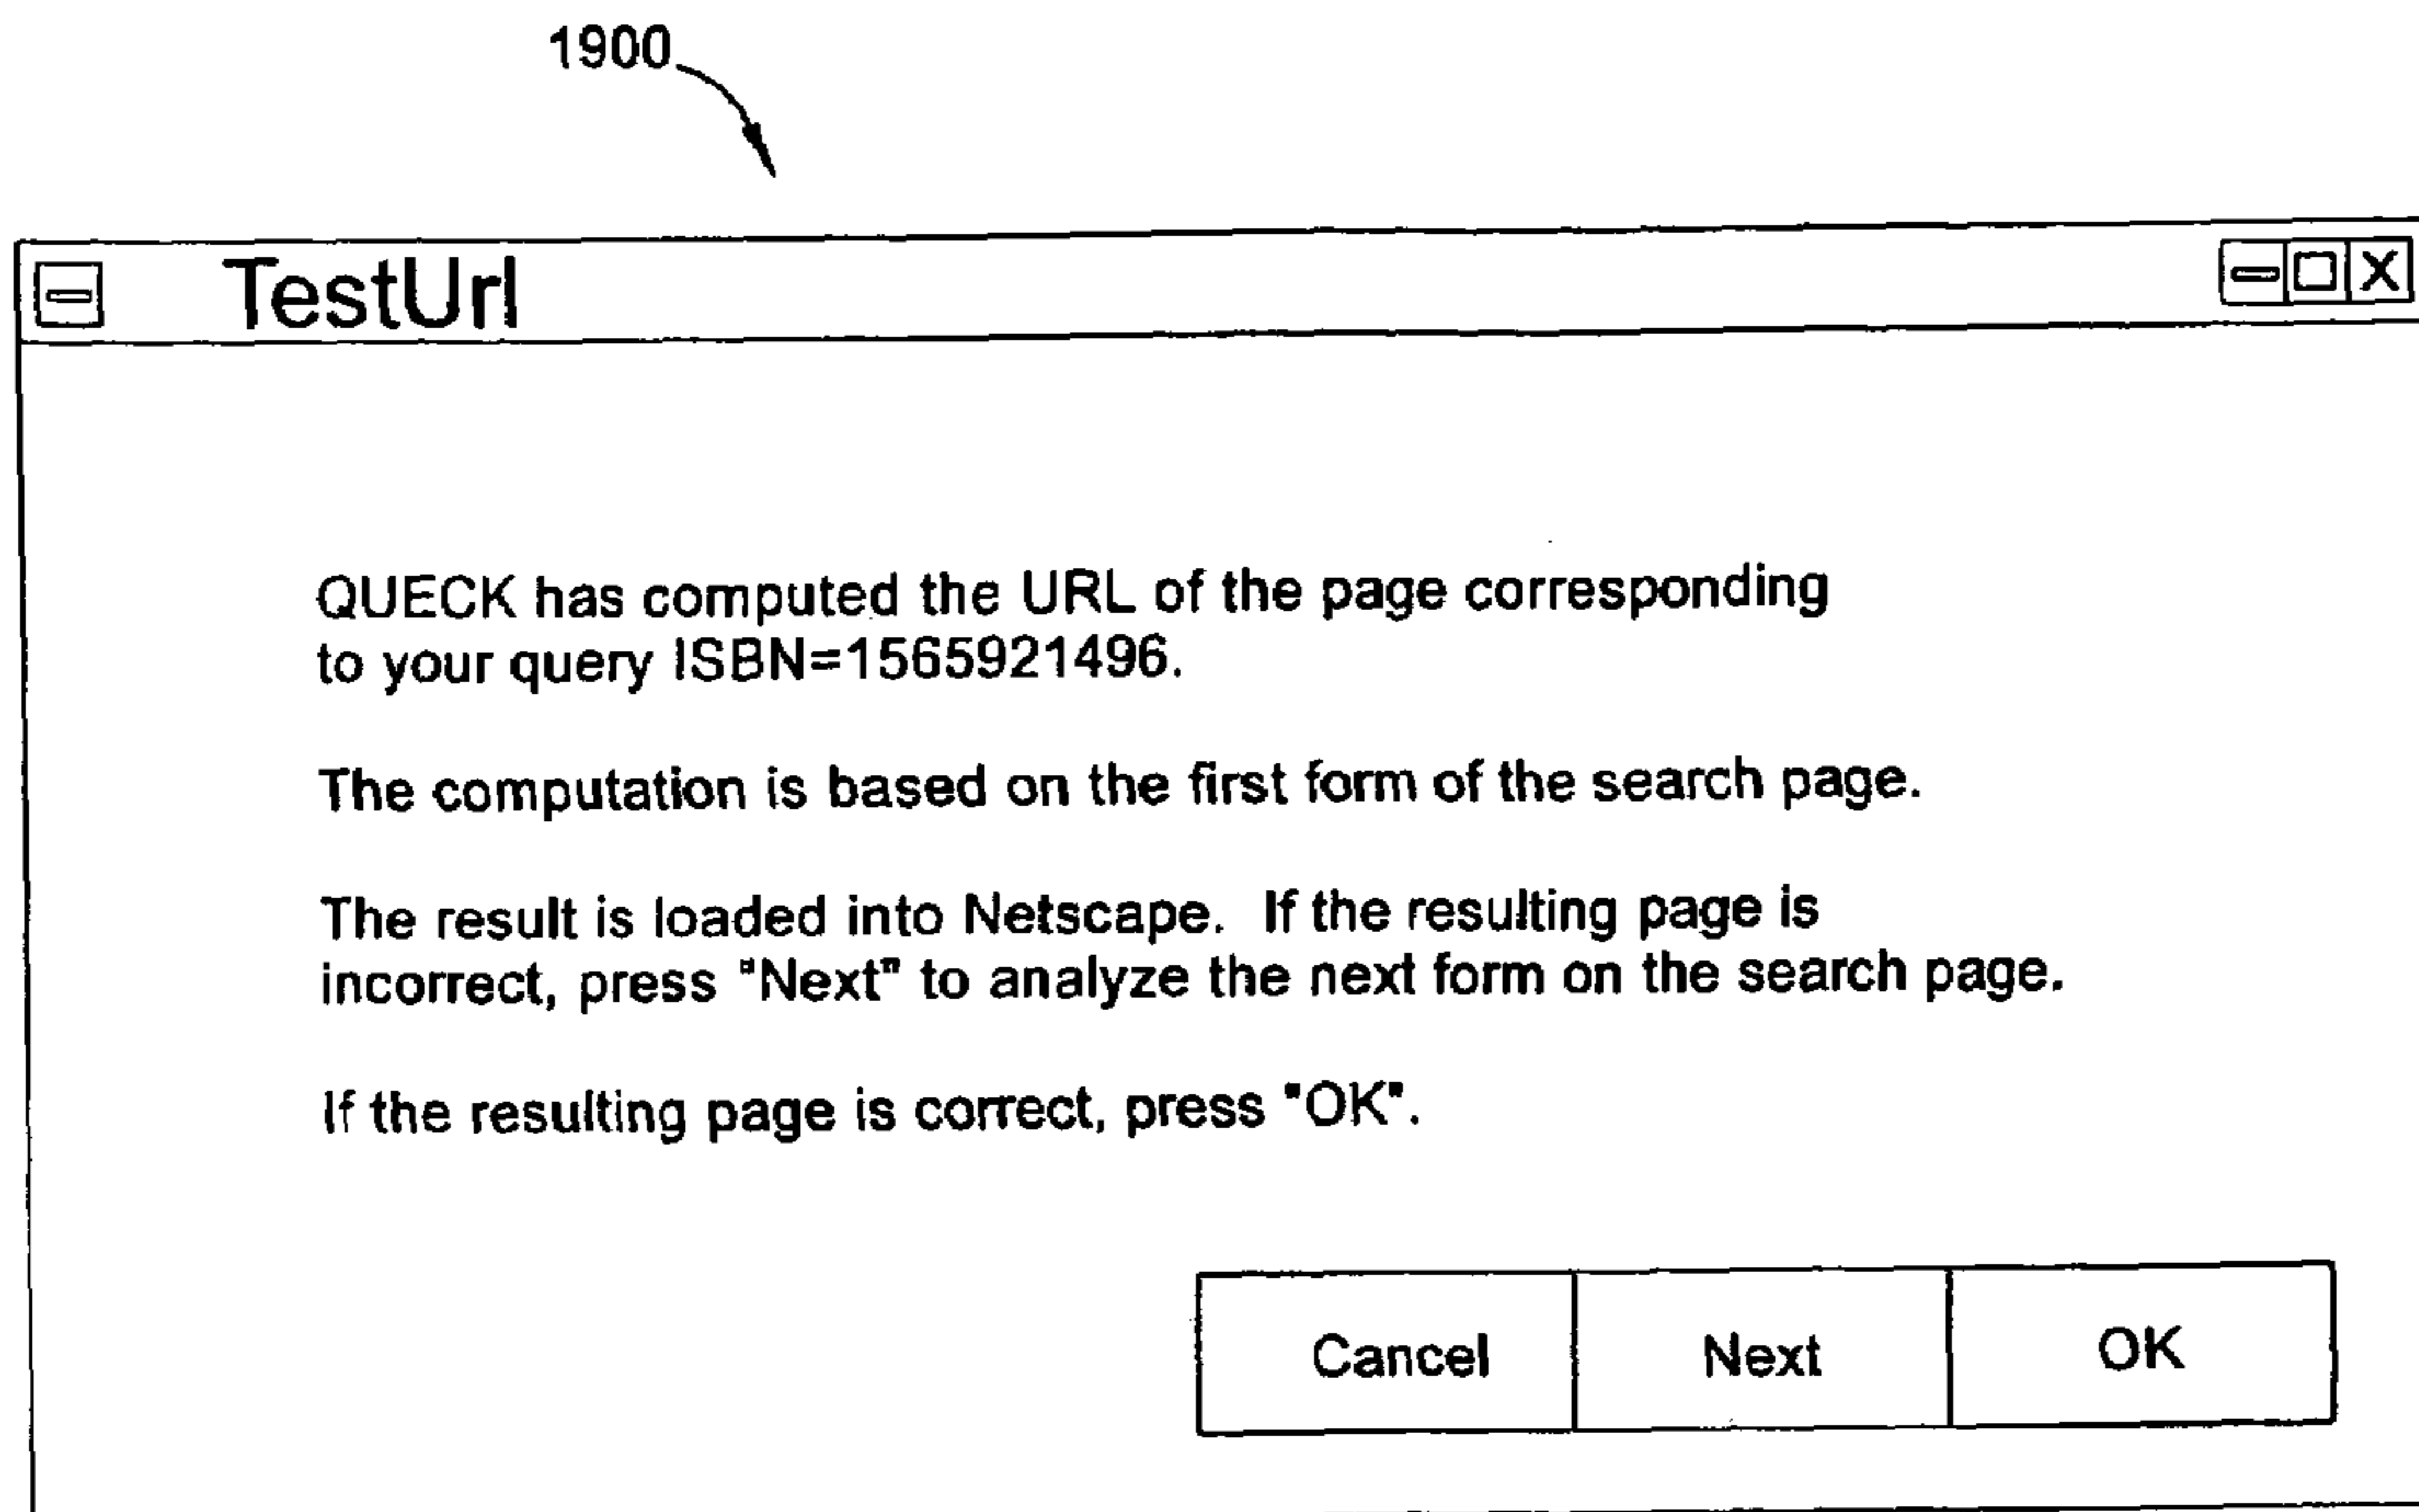 1900
TestUrl
QUECK has computed the URL of the page corresponding
to your query ISBN=1565921496.
The computation is based on the first form of the search page.
The result is loaded into Netscape. If the resulting page is
incorrect, press "Next" to analyze the next form on the search page.
If the resulting page is correct, press "OK".
Cancel Next OK